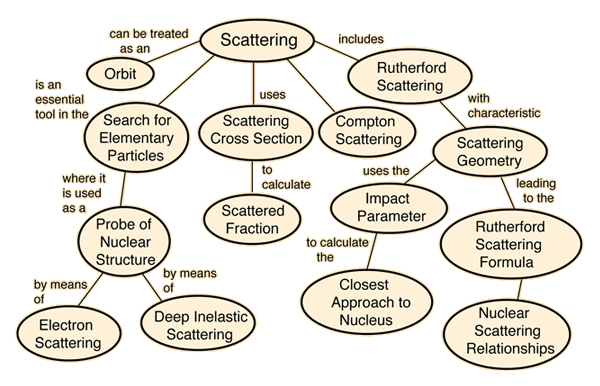 can be treated
as an
Scattering
includes
Orbit
Rutherford
Scattering
is an
essential
tool in the
uses
with
characteristic
Search for
Elementary
Particles
Scattering
Cross Section
Compton
Scattering
Scattering
Geometry
where it
is used
as a
to
calculate
uses the
leading
to the
Scattered
Fraction
Impact
Parameter
Probe of
Nuclear
Structure
to calculate
the
Rutherford
Scattering
Formula
by means
of
by means
of
Closest
Approach to
Nucleus
Electron
Scattering
Deep Inelastic
Scattering
Nuclear
Scattering
Relationships